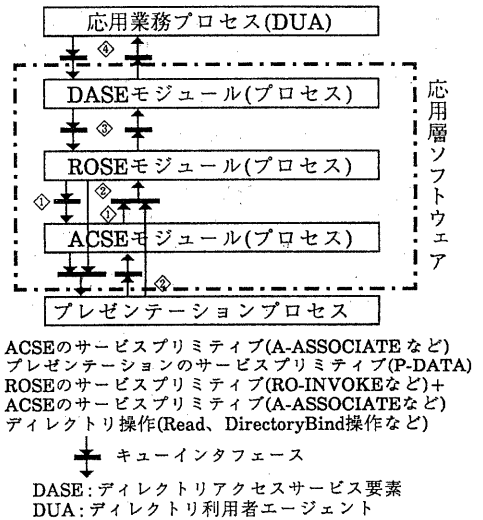 応用業務プロセス(DUA)
④
DASEモジュール(プロセス)
③
ROSEモジュール(プロセス)
① ②
①
ACSEモジュール(プロセス)
②
プレゼンテーションプロセス
応用層ソフトウェア
ACSEのサービスプリミティブ(A-ASSOCIATE など)
プレゼンテーションのサービスプリミティブ(P-DATA)
ROSEのサービスプリミティブ(RO-INVOKEなど)+
ACSEのサービスプリミティブ(A-ASSOCIATEなど)
ディレクトリ操作(Read、DirectoryBind操作など)
キューインタフェース
DASE:ディレクトリアクセスサービス要素
DUA:ディレクトリ利用者エージェント